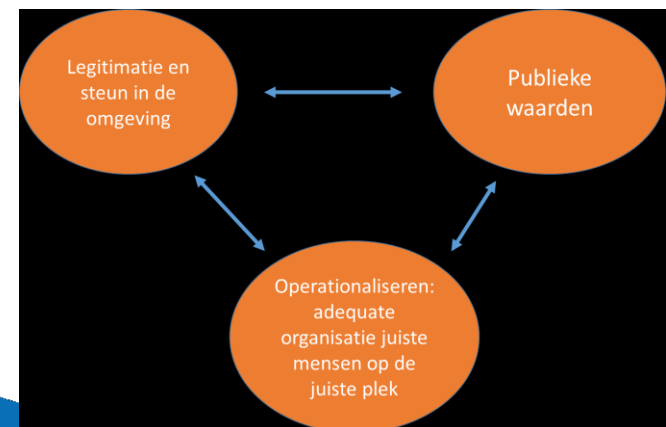 Legitimatie en
steun in de
omgeving
Publieke
waarden
Operationaliseren:
adequate
organisatie juiste
mensen op de
juiste plek